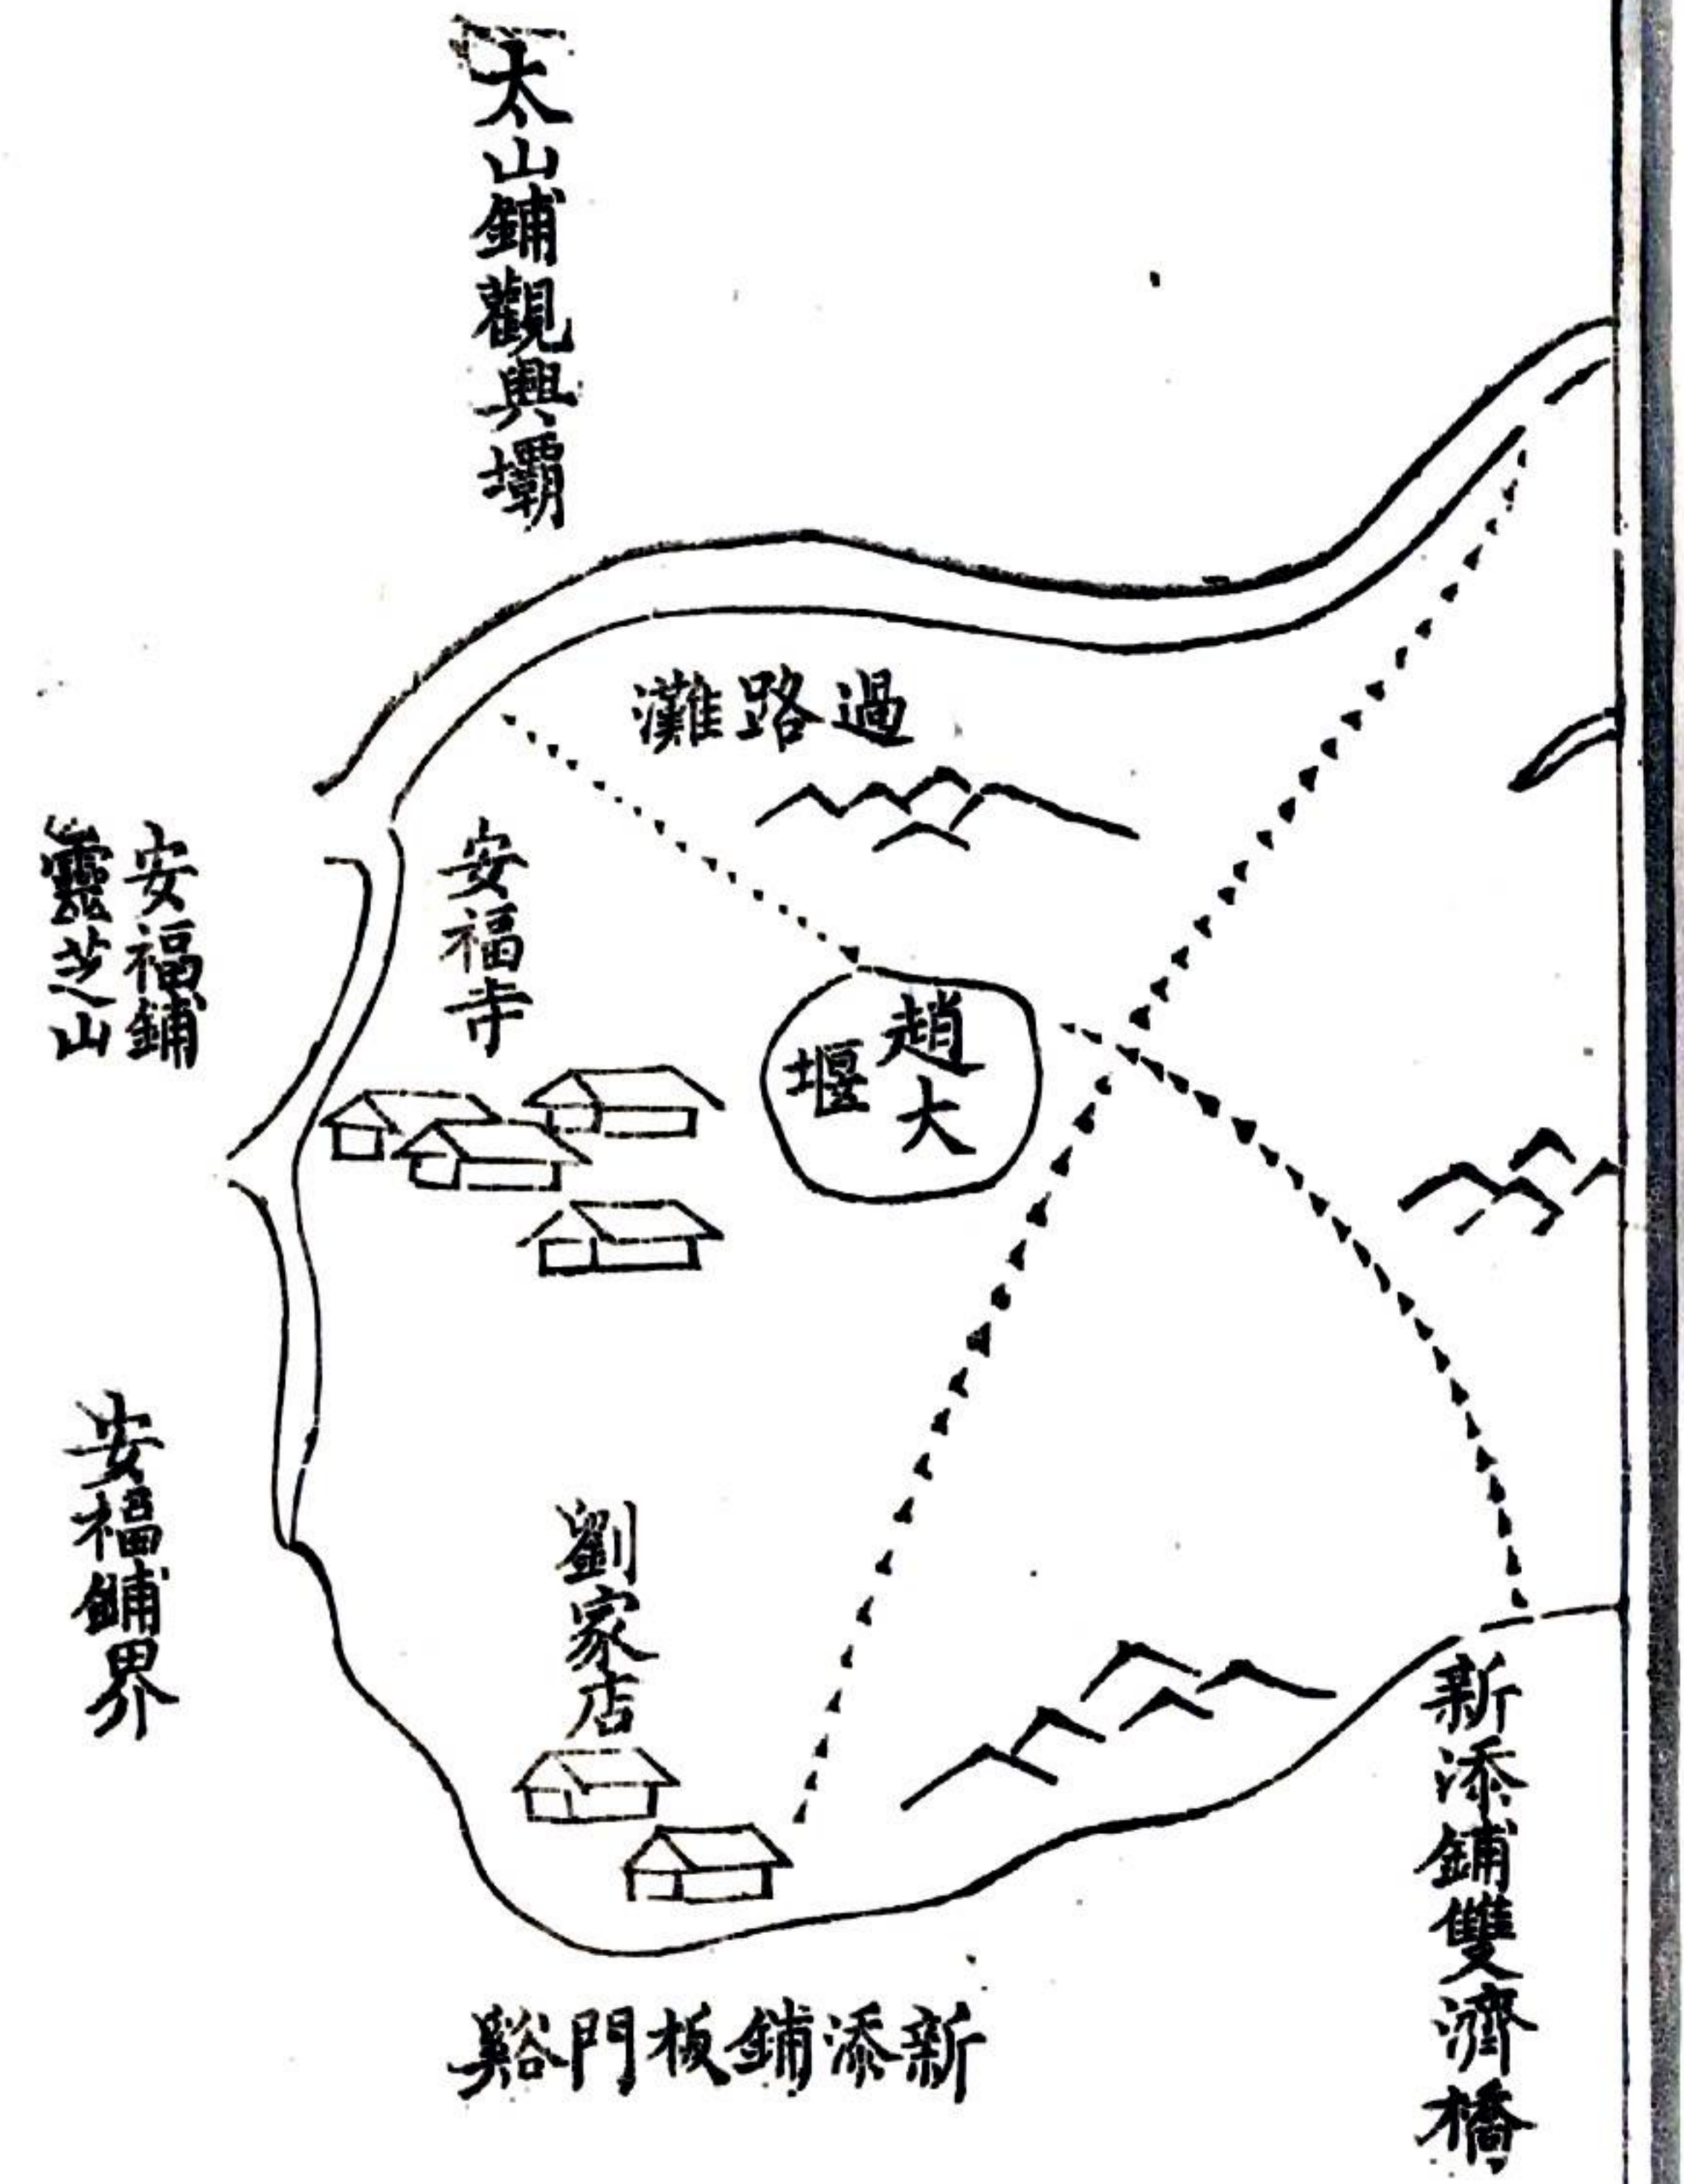 太山鋪觀興壩
過路灘
安福鋪
靈芝山
安福寺
趙大
堰
安福鋪界
劉家店
新添鋪雙濟橋
新添鋪板門谿